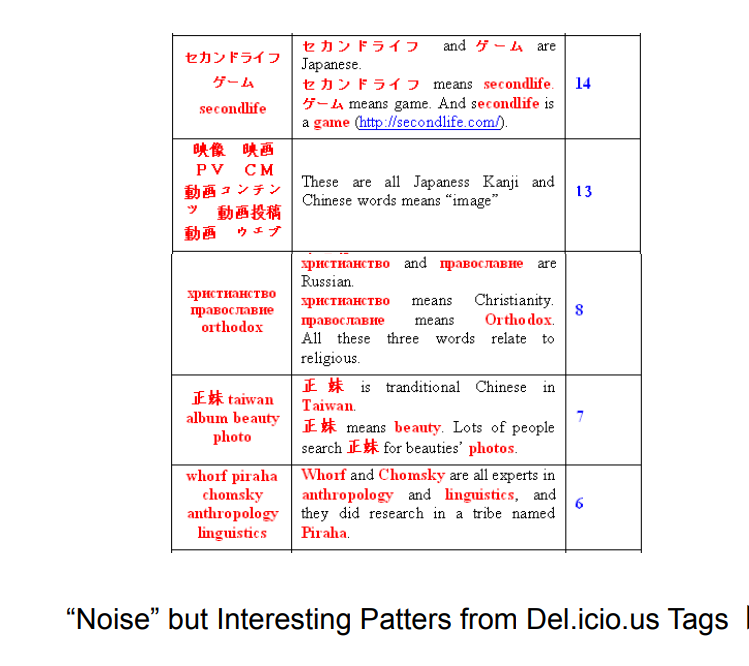 セカンドライフ
ゲーム
secondlife
セカンドライフ and ゲーム are
Japanese.
セカンドライフ means secondlife.
ゲーム means game. And secondlife is
a game (http://secondlife.com/).
14
映像 映画
ＰＶ ＣＭ
動画コンテン
ツ 動画投稿
動画 ウェブ
These are all Japaness Kanji and
Chinese words means “image”
13
христианство
православие
orthodox
христианство and православие are
Russian.
христианство means Christianity.
православие means Orthodox.
All these three words relate to
religious.
8
正妹 taiwan
album beauty
photo
正妹 is tranditional Chinese in
Taiwan.
正妹 means beauty. Lots of people
search 正妹 for beauties’ photos.
7
whorf piraha
chomsky
anthropology
linguistics
Whorf and Chomsky are all experts in
anthropology and linguistics, and
they did research in a tribe named
Piraha.
6
“Noise” but Interesting Patters from Del.icio.us Tags